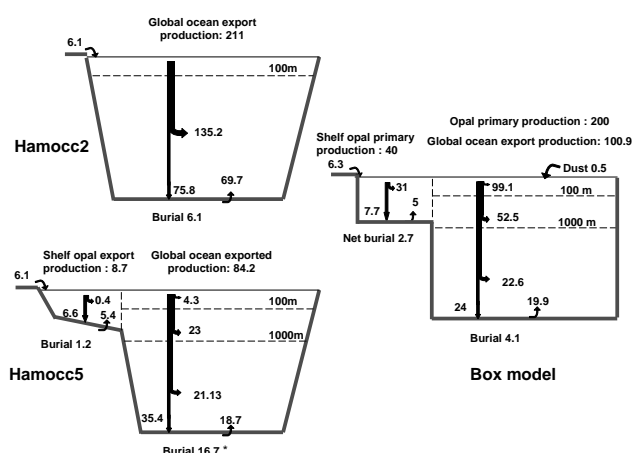 Global ocean export
production: 211
6.1
100m
Hamocc2
135.2
75.8
69.7
Burial 6.1
Shelf opal export
production : 8.7
Global ocean exported
production: 84.2
6.1
0.4
4.3
100m
6.6
5.4
23
1000m
Burial 1.2
Hamocc5
21.13
35.4
18.7
Burial 16.7 *
Opal primary production : 200
Shelf opal primary
production : 40
Global ocean export production: 100.9
6.3
Dust 0.5
31
99.1
100 m
7.7
5
52.5
1000 m
Net burial 2.7
22.6
24
19.9
Burial 4.1
Box model